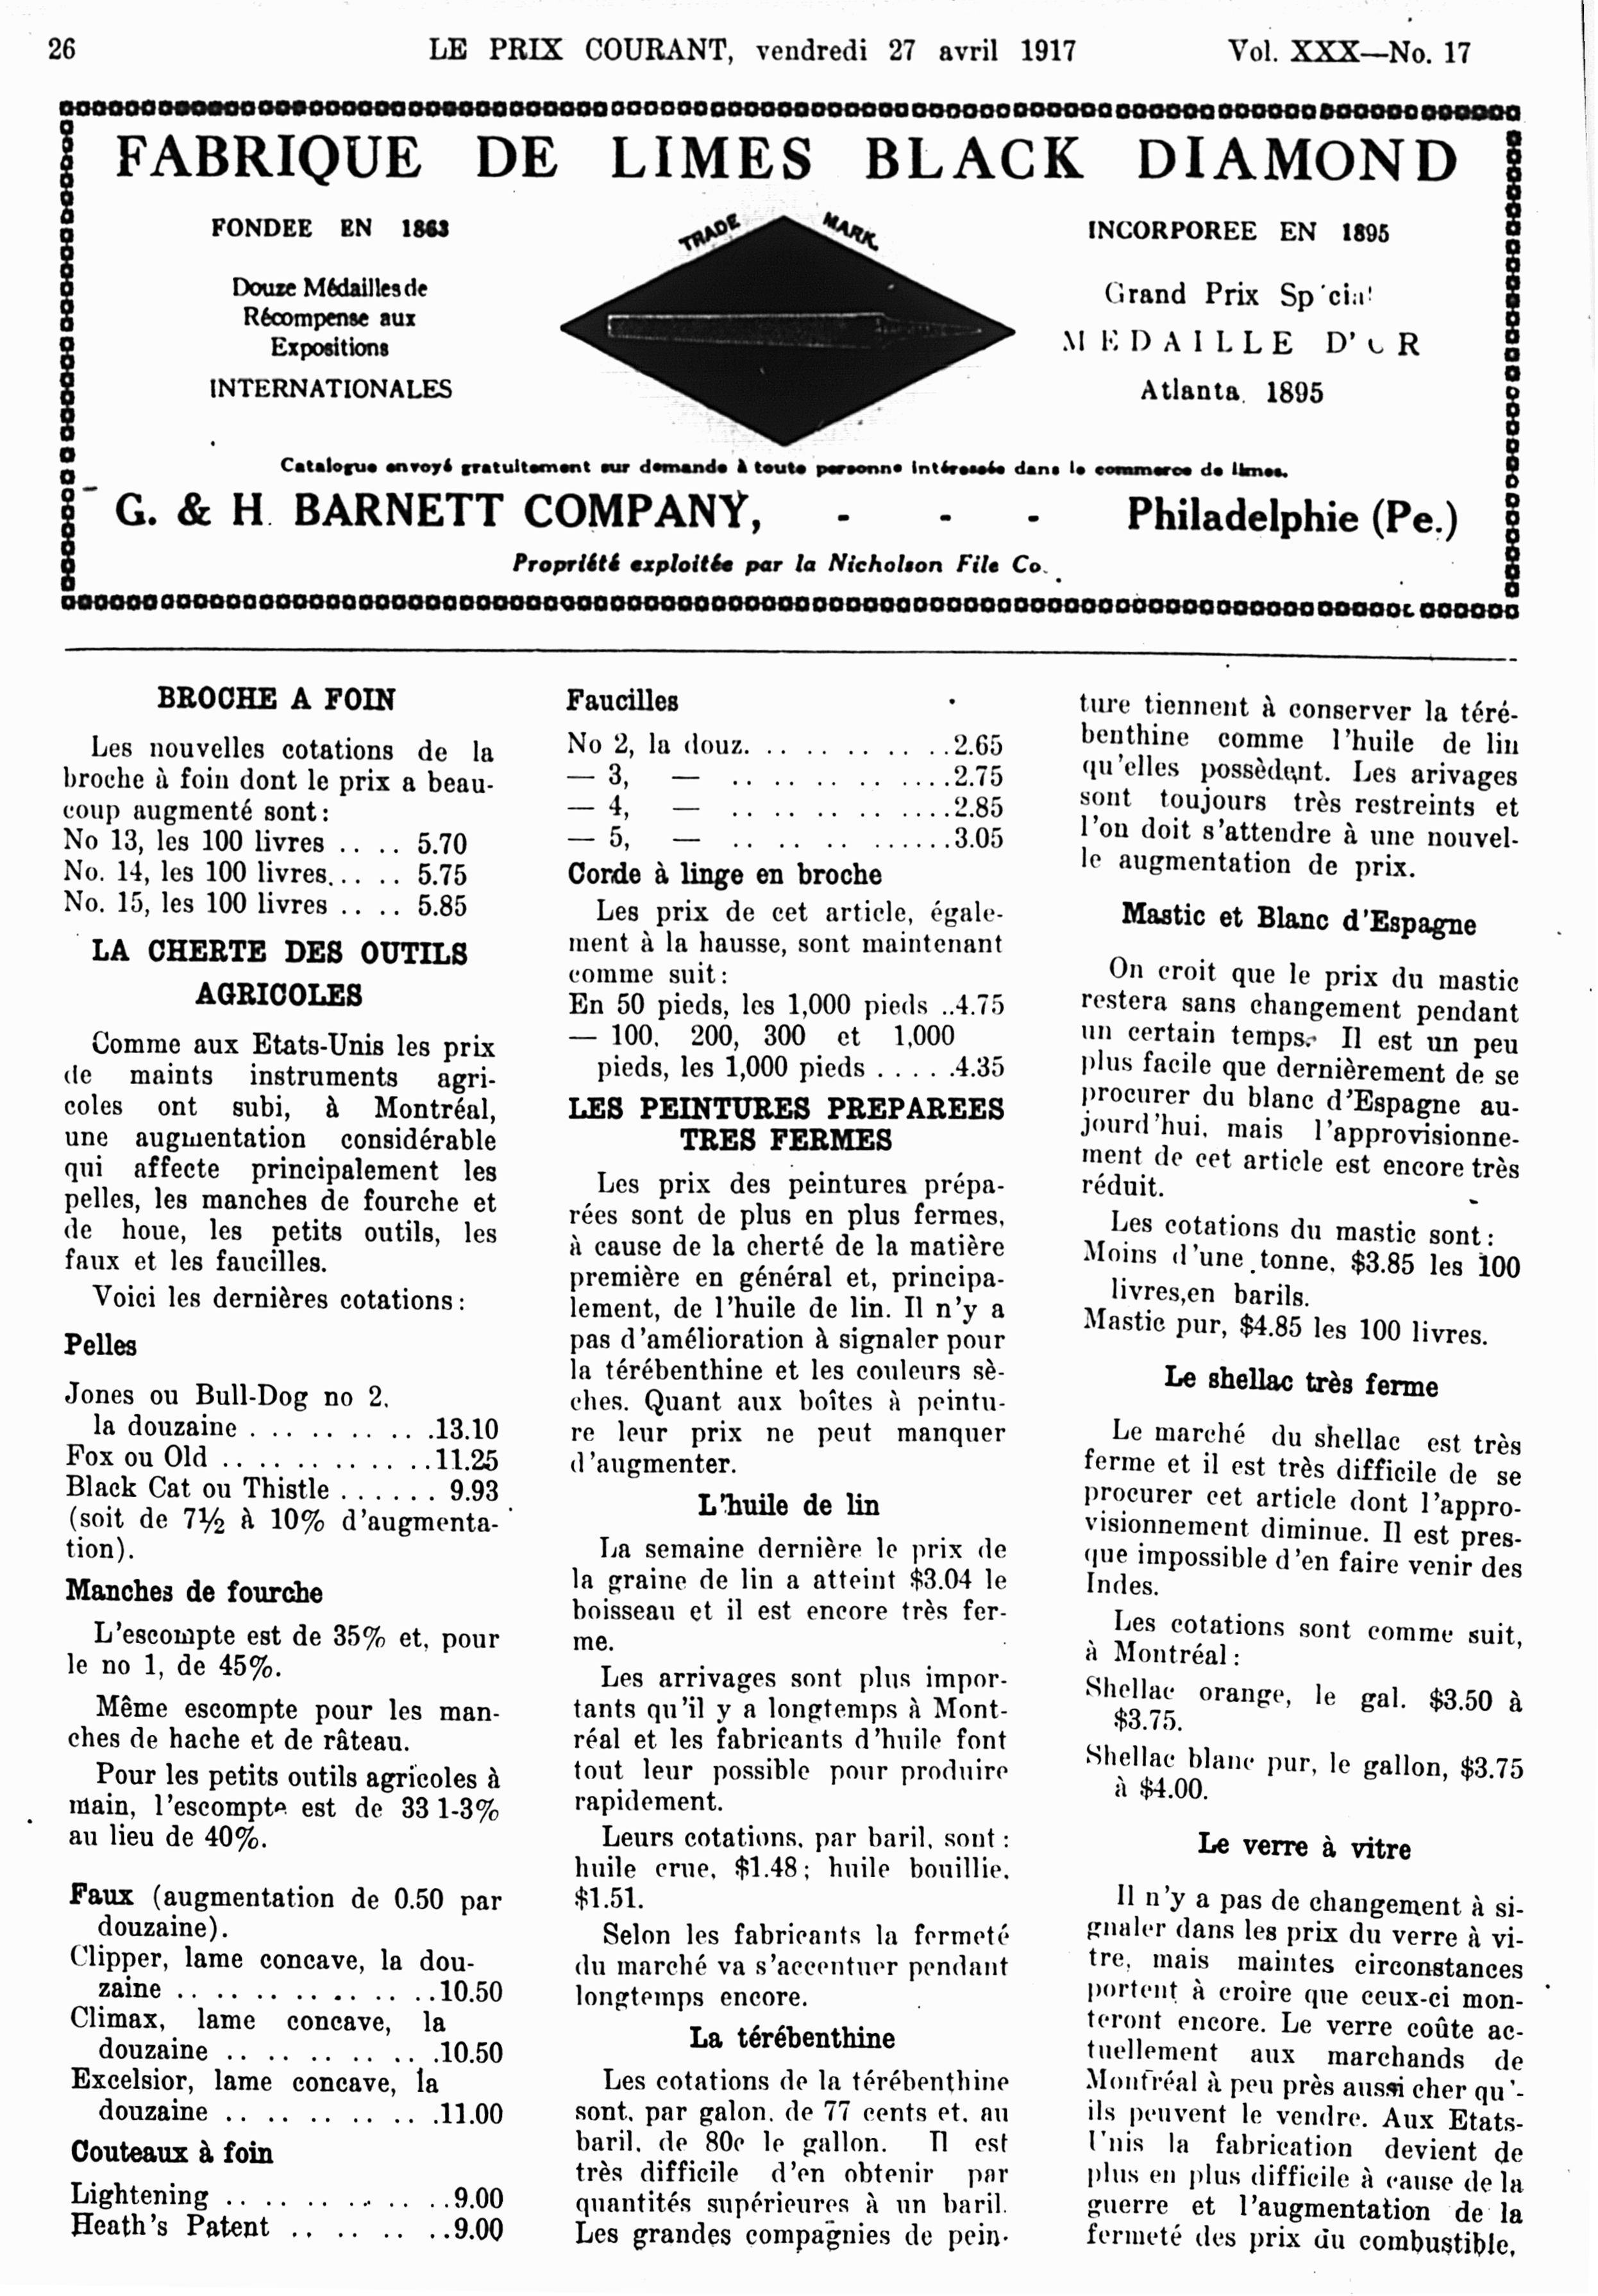 26
LE PRIX COURANT, vendredi 27 avril 1917
Vol. XXX—No. 17
FABRIQUE DE LIMES BLACK DIAMOND
FONDEE EN 1863
Douze Médailles de
Récompense aux
Expositions
INTERNATIONALES
TRADE MARK.
INCORPOREE EN 1895
Grand Prix Sp'cial
MEDAILLE D'OR
Atlanta. 1895
Catalogue envoyé gratuitement sur demande à toute personne intéressée dans le commerce de limes.
G. & H. BARNETT COMPANY, - - - Philadelphie (Pe.)
Propriété exploitée par la Nicholson File Co.
BROCHE A FOIN
Les nouvelles cotations de la
broche à foin dont le prix a beau-
coup augmenté sont:
No 13, les 100 livres .. .. 5.70
No. 14, les 100 livres... .. 5.75
No. 15, les 100 livres .. .. 5.85
LA CHERTE DES OUTILS
AGRICOLES
Comme aux Etats-Unis les prix
de maints instruments agri-
coles ont subi, à Montréal,
une augmentation considérable
qui affecte principalement les
pelles, les manches de fourche et
de houe, les petits outils, les
faux et les faucilles.
Voici les dernières cotations:
Pelles
Jones ou Bull-Dog no 2,
la douzaine . .. .. .. .. .13.10
Fox ou Old .. .. .. .. .. ..11.25
Black Cat ou Thistle .. .. .. 9.93
(soit de 7½ à 10% d'augmenta-
tion).
Manches de fourche
L'escompte est de 35% et, pour
le no 1, de 45%.
Même escompte pour les man-
ches de hache et de râteau.
Pour les petits outils agricoles à
main, l'escompte est de 33 1-3%
au lieu de 40%.
Faux (augmentation de 0.50 par
douzaine).
Clipper, lame concave, la dou-
zaine .. .. .. .. .. .. ..10.50
Climax, lame concave, la
douzaine .. .. .. .. .. .10.50
Excelsior, lame concave, la
douzaine .. .. .. .. .. .11.00
Couteaux à foin
Lightening .. .. .. .. .. ..9.00
Heath's Patent .. .. .. ..9.00
Faucilles
No 2, la douz. .. .. .. .. ..2.65
— 3, — .. .. .. .. ....2.75
— 4, — .. .. .. .. ....2.85
— 5, — .. .. .. ......3.05
Corde à linge en broche
Les prix de cet article, égale-
ment à la hausse, sont maintenant
comme suit:
En 50 pieds, les 1,000 pieds ..4.75
— 100, 200, 300 et 1,000
pieds, les 1,000 pieds .. .. .4.35
LES PEINTURES PREPAREES
TRES FERMES
Les prix des peintures prépa-
rées sont de plus en plus fermes,
à cause de la cherté de la matière
première en général et, principa-
lement, de l'huile de lin. Il n'y a
pas d'amélioration à signaler pour
la térébenthine et les couleurs sè-
ches. Quant aux boîtes à peintu-
re leur prix ne peut manquer
d'augmenter.
L'huile de lin
La semaine dernière le prix de
la graine de lin a atteint $3.04 le
boisseau et il est encore très fer-
me.
Les arrivages sont plus impor-
tants qu'il y a longtemps à Mont-
réal et les fabricants d'huile font
tout leur possible pour produire
rapidement.
Leurs cotations, par baril, sont:
huile crue, $1.48; huile bouillie,
$1.51.
Selon les fabricants la fermeté
du marché va s'accentuer pendant
longtemps encore.
La térébenthine
Les cotations de la térébenthine
sont, par galon, de 77 cents et, au
baril, de 80c le gallon. Il est
très difficile d'en obtenir par
quantités supérieures à un baril.
Les grandes compagnies de pein-
ture tiennent à conserver la téré-
benthine comme l'huile de lin
qu'elles possèdent. Les arivages
sont toujours très restreints et
l'on doit s'attendre à une nouvel-
le augmentation de prix.
Mastic et Blanc d'Espagne
On croit que le prix du mastic
restera sans changement pendant
un certain temps. Il est un peu
plus facile que dernièrement de se
procurer du blanc d'Espagne au-
jourd'hui, mais l'approvisionne-
ment de cet article est encore très
réduit.
Les cotations du mastic sont:
Moins d'une tonne, $3.85 les 100
livres,en barils.
Mastic pur, $4.85 les 100 livres.
Le shellac très ferme
Le marché du shellac est très
ferme et il est très difficile de se
procurer cet article dont l'appro-
visionnement diminue. Il est pres-
que impossible d'en faire venir des
Indes.
Les cotations sont comme suit,
à Montréal:
Shellac orange, le gal. $3.50 à
$3.75.
Shellac blanc pur, le gallon, $3.75
à $4.00.
Le verre à vitre
Il n'y a pas de changement à si-
gnaler dans les prix du verre à vi-
tre, mais maintes circonstances
portent à croire que ceux-ci mon-
teront encore. Le verre coûte ac-
tuellement aux marchands de
Montréal à peu près aussi cher qu'-
ils peuvent le vendre. Aux Etats-
Unis la fabrication devient de
plus en plus difficile à cause de la
guerre et l'augmentation de la
fermeté des prix du combustible,